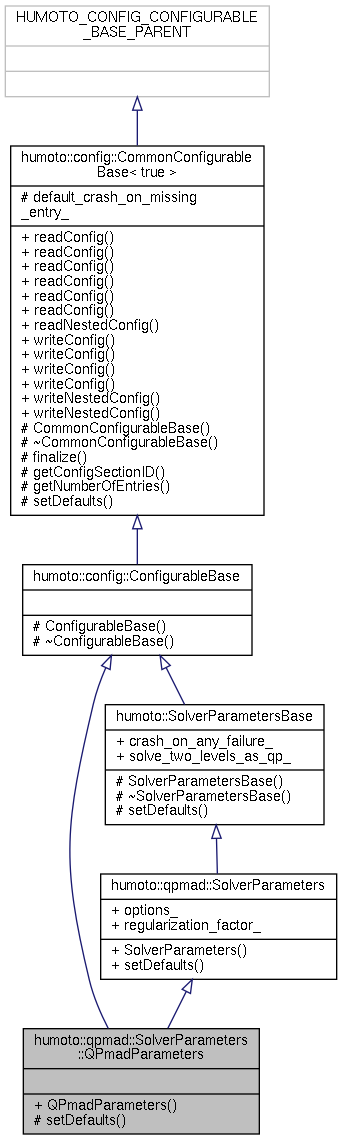 HUMOTO_CONFIG_CONFIGURABLE
_BASE_PARENT
humoto::config::CommonConfigurable
Base< true >
# default_crash_on_missing
_entry_
+ readConfig()
+ readConfig()
+ readConfig()
+ readConfig()
+ readConfig()
+ readConfig()
+ readNestedConfig()
+ writeConfig()
+ writeConfig()
+ writeConfig()
+ writeConfig()
+ writeNestedConfig()
+ writeNestedConfig()
# CommonConfigurableBase()
# ~CommonConfigurableBase()
# finalize()
# getConfigSectionID()
# getNumberOfEntries()
# setDefaults()
humoto::config::ConfigurableBase
# ConfigurableBase()
# ~ConfigurableBase()
humoto::SolverParametersBase
+ crash_on_any_failure_
+ solve_two_levels_as_qp_
# SolverParametersBase()
# ~SolverParametersBase()
# setDefaults()
humoto::qpmad::SolverParameters
+ options_
+ regularization_factor_
+ SolverParameters()
+ setDefaults()
humoto::qpmad::SolverParameters
::QPmadParameters
+ QPmadParameters()
# setDefaults()